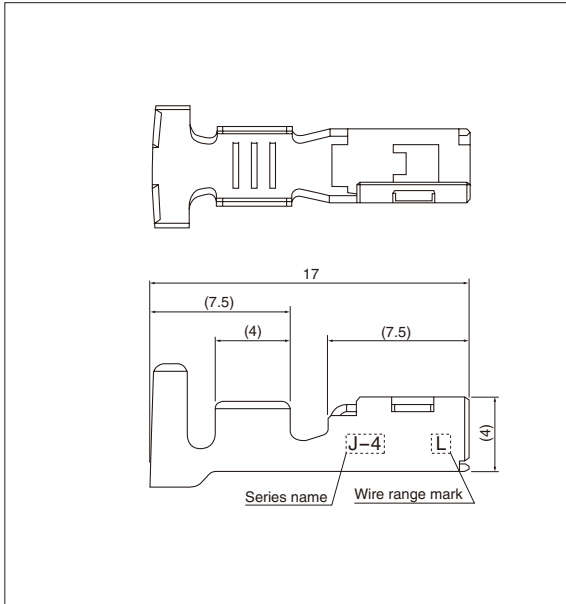 17
(7.5)
(4)
(7.5)
(4)
J-4
L
Series name
Wire range mark